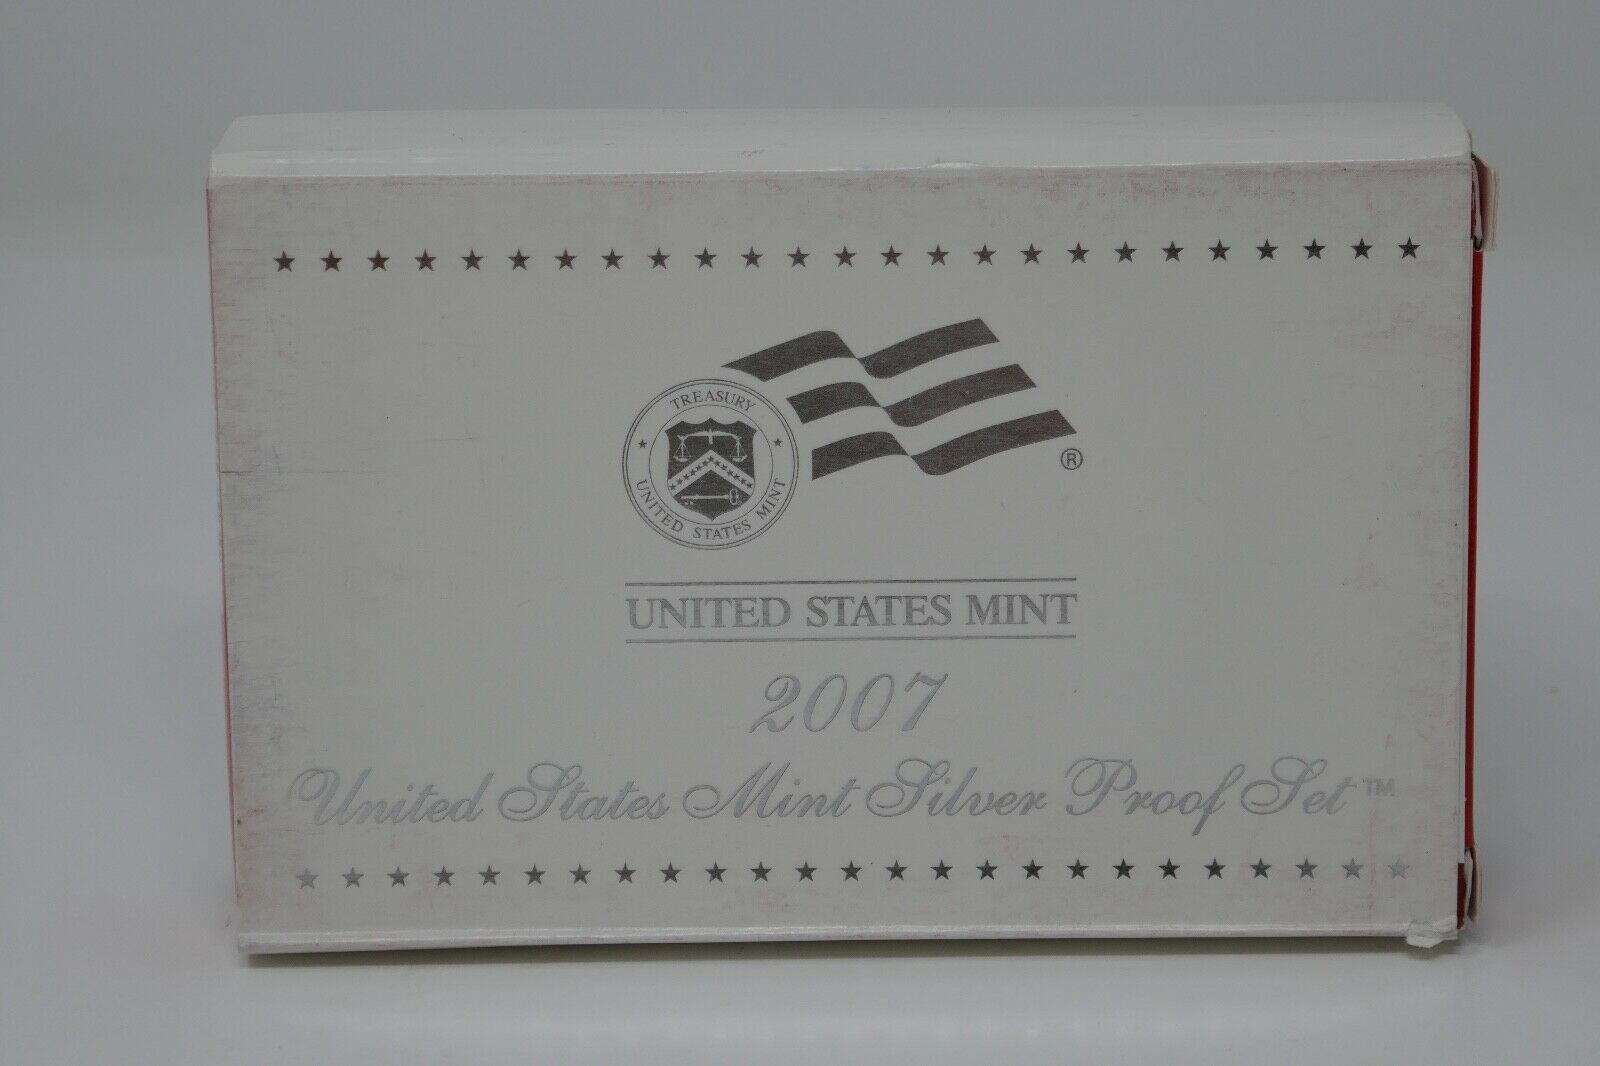 TREASURY
UNITED STATES MINT
®
UNITED STATES MINT
2007
United States Mint Silver Proof Set™